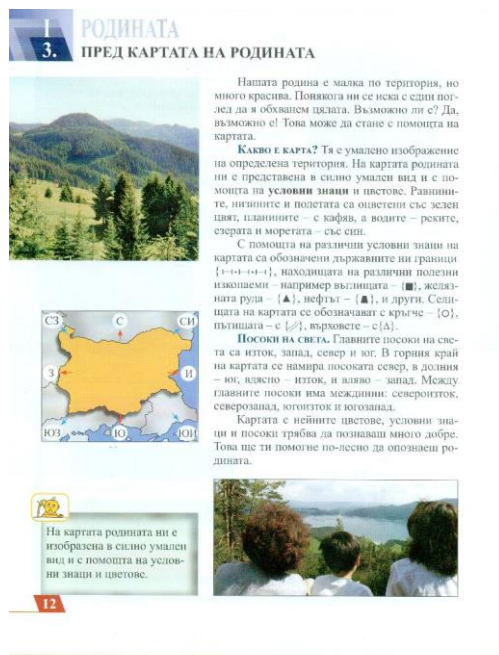 1
РОДИНАТА
3.
ПРЕД КАРТАТА НА РОДИНАТА
Нашата родина е малка по територия, но
много красива. Понякога ни се иска с един пог-
лед да я обхванем цялата. Възможно ли е? Да,
възможно е! Това може да стане с помощта на
картата.
КАКВО Е КАРТА? Тя е умалено изображение
на определена територия. На картата родината
ни е представена в силно умален вид и с по-
мощта на условни знаци и цветове. Равнини-
те, низините и полетата са оцветени със зелен
цвят, планините – с кафяв, а водите – реките,
езерата и моретата – със син.
С помощта на различни условни знаци на
картата са обозначени държавните ни граници
{⊢⊣⊢⊣⊢⊣}, находищата на различни полезни
изкопаеми – например въглищата – {■}, желяз-
ната руда – {▲}, нефтът – {}, и други. Сели-
щата на картата се обозначават с кръгче – {О},
пътищата – с {}, върховете – с{Δ}.
ПОСОКИ НА СВЕТА. Главните посоки на све-
та са изток, запад, север и юг. В горния край
на картата се намира посоката север, в долния
– юг, вдясно – изток, и вляво – запад. Между
главните посоки има междинни: североизток,
северозапад, югоизток и югозапад.
Картата с нейните цветове, условни зна-
ци и посоки трябва да познаваш много добре.
Това ще ти помогне по-лесно да опознаеш ро-
дината.
СЗ С СИ
З И
ЮЗ Ю ЮИ
На картата родината ни е
изобразена в силно умален
вид и с помощта на услов-
ни знаци и цветове.
12